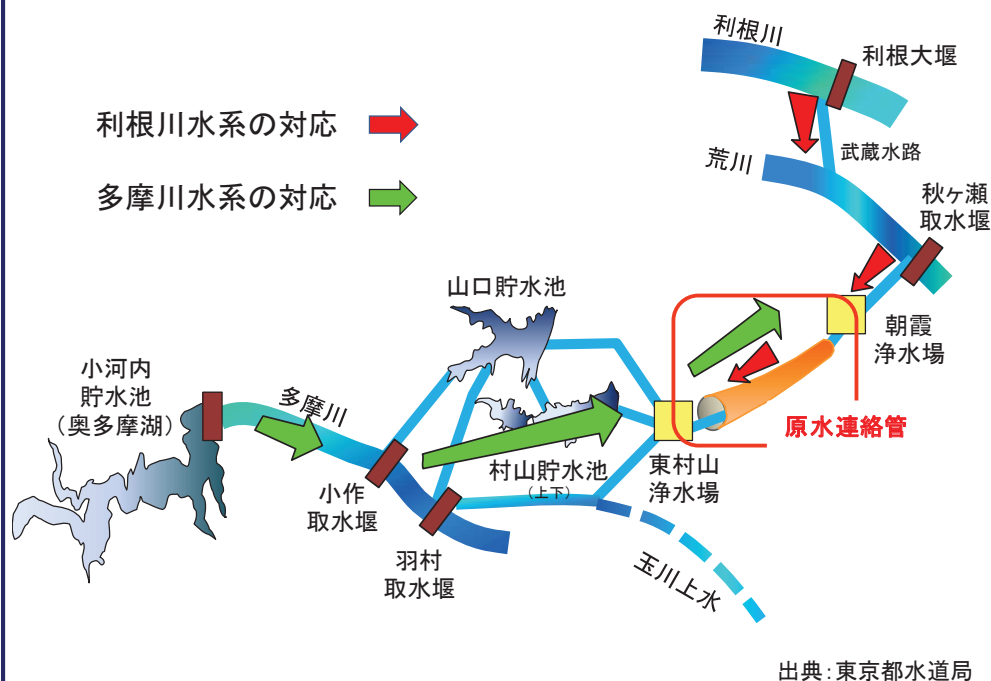 利根川
利根大堰
利根川水系の対応
武蔵水路
荒川
多摩川水系の対応
秋ヶ瀬
取水堰
山口貯水池
朝霞
浄水場
小河内
貯水池
（奥多摩湖）
多摩川
原水連絡管
村山貯水池
（上下）
東村山
浄水場
小作
取水堰
羽村
取水堰
玉川上水
出典：東京都水道局